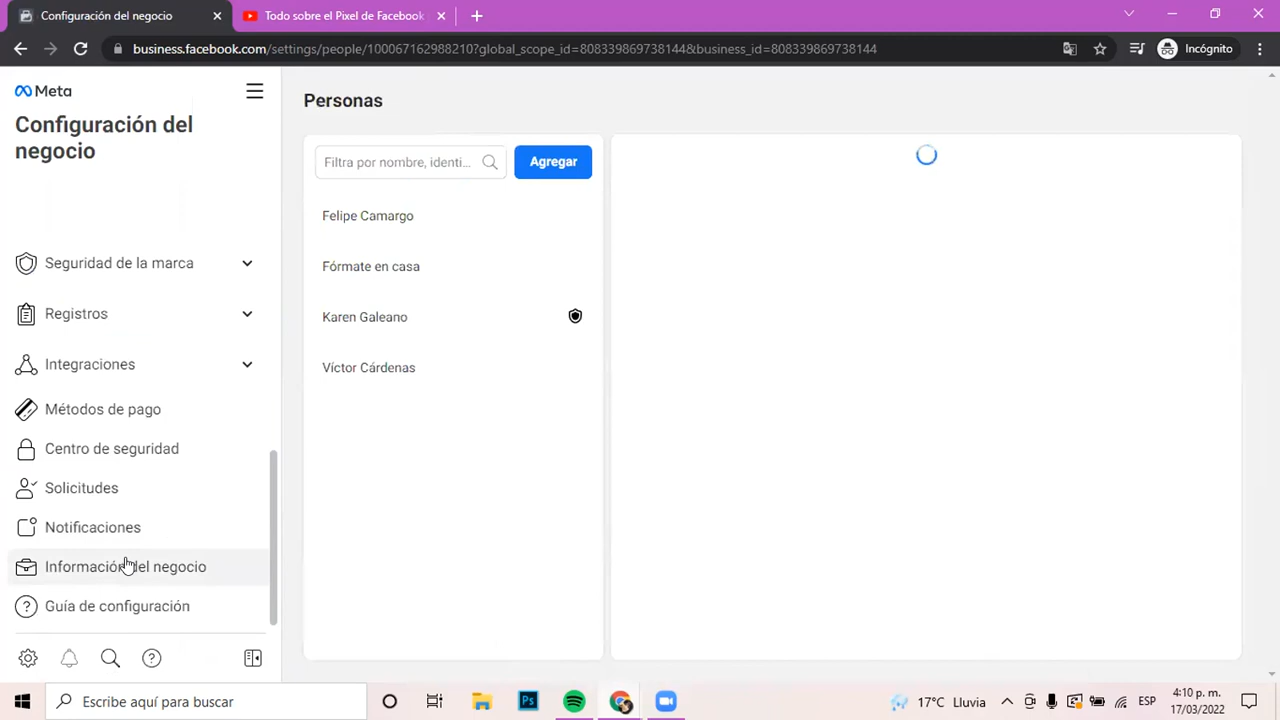 Configuración del negocio
Todo sobre el Pixel de Facebook
business.facebook.com/settings/people/100067162988210?global_scope_id=808339869738144&business_id=808339869738144
Incógnito
Meta
Configuración del
negocio
Seguridad de la marca
Registros
Integraciones
Métodos de pago
Centro de seguridad
Solicitudes
Notificaciones
Información del negocio
Guía de configuración
Personas
Filtra por nombre, identi...
Agregar
Felipe Camargo
Fórmate en casa
Karen Galeano
Víctor Cárdenas
Escribe aquí para buscar
Ps
17°C Lluvia
ESP
4:10 p. m.
17/03/2022